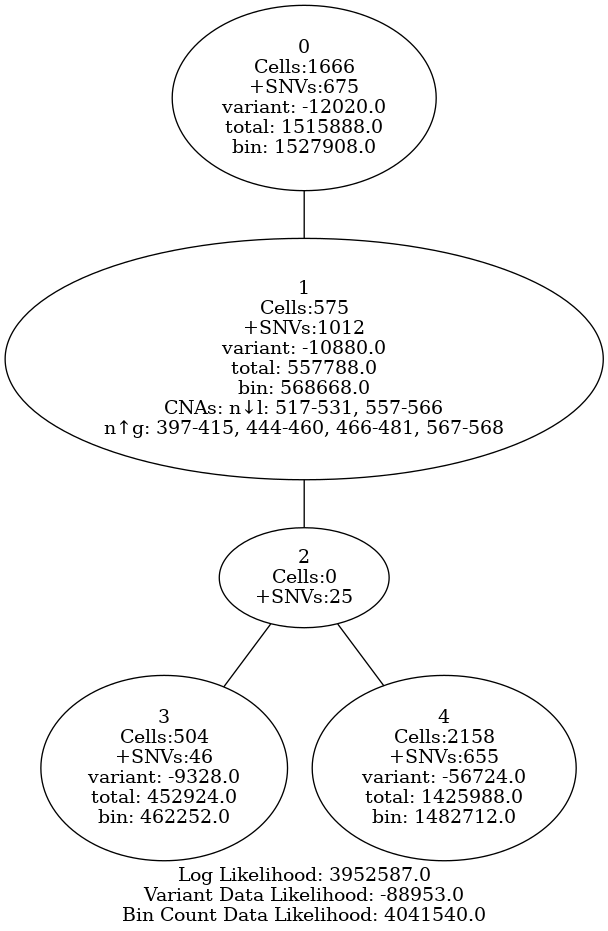 0
Cells:1666
+SNVs:675
variant: -12020.0
total: 1515888.0
bin: 1527908.0
1
Cells:575
+SNVs:1012
variant: -10880.0
total: 557788.0
bin: 568668.0
CNAs: n↓l: 517-531, 557-566
n↑g: 397-415, 444-460, 466-481, 567-568
2
Cells:0
+SNVs:25
3
Cells:504
+SNVs:46
variant: -9328.0
total: 452924.0
bin: 462252.0
4
Cells:2158
+SNVs:655
variant: -56724.0
total: 1425988.0
bin: 1482712.0
Log Likelihood: 3952587.0
Variant Data Likelihood: -88953.0
Bin Count Data Likelihood: 4041540.0